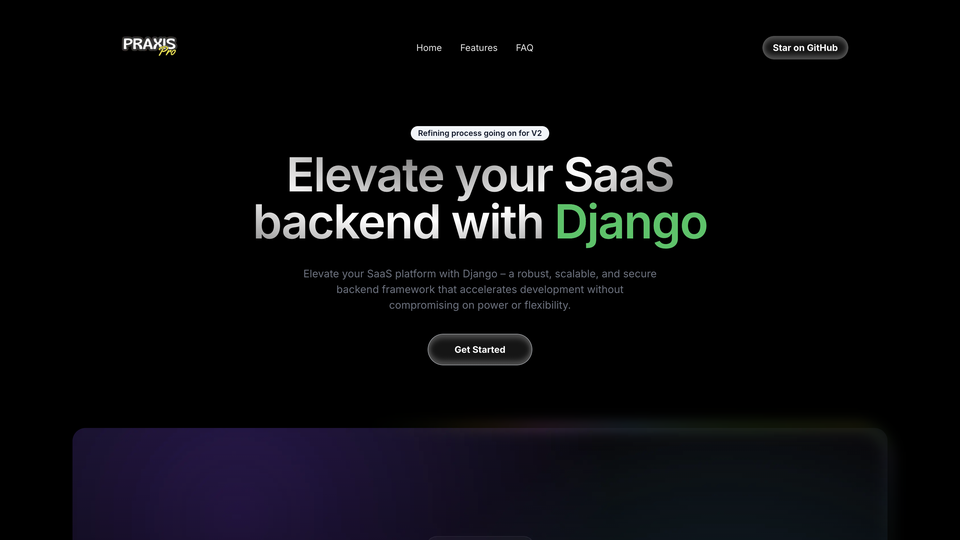 PRAXIS
Pro
Home
Features
FAQ
Star on GitHub
Refining process going on for V2
Elevate your SaaS
backend with Django
Elevate your SaaS platform with Django – a robust, scalable, and secure
backend framework that accelerates development without
compromising on power or flexibility.
Get Started